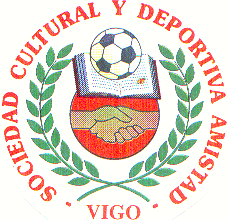 SOCIEDAD CULTURAL Y DEPORTIVA AMISTAD
- VIGO -